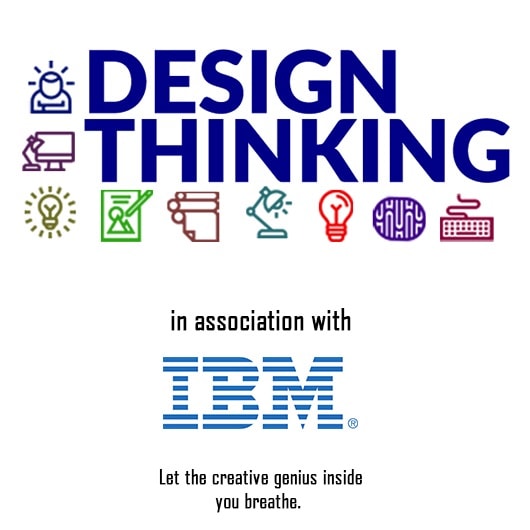 DESIGN
THINKING
in association with
IBM®
Let the creative genius inside
you breathe.